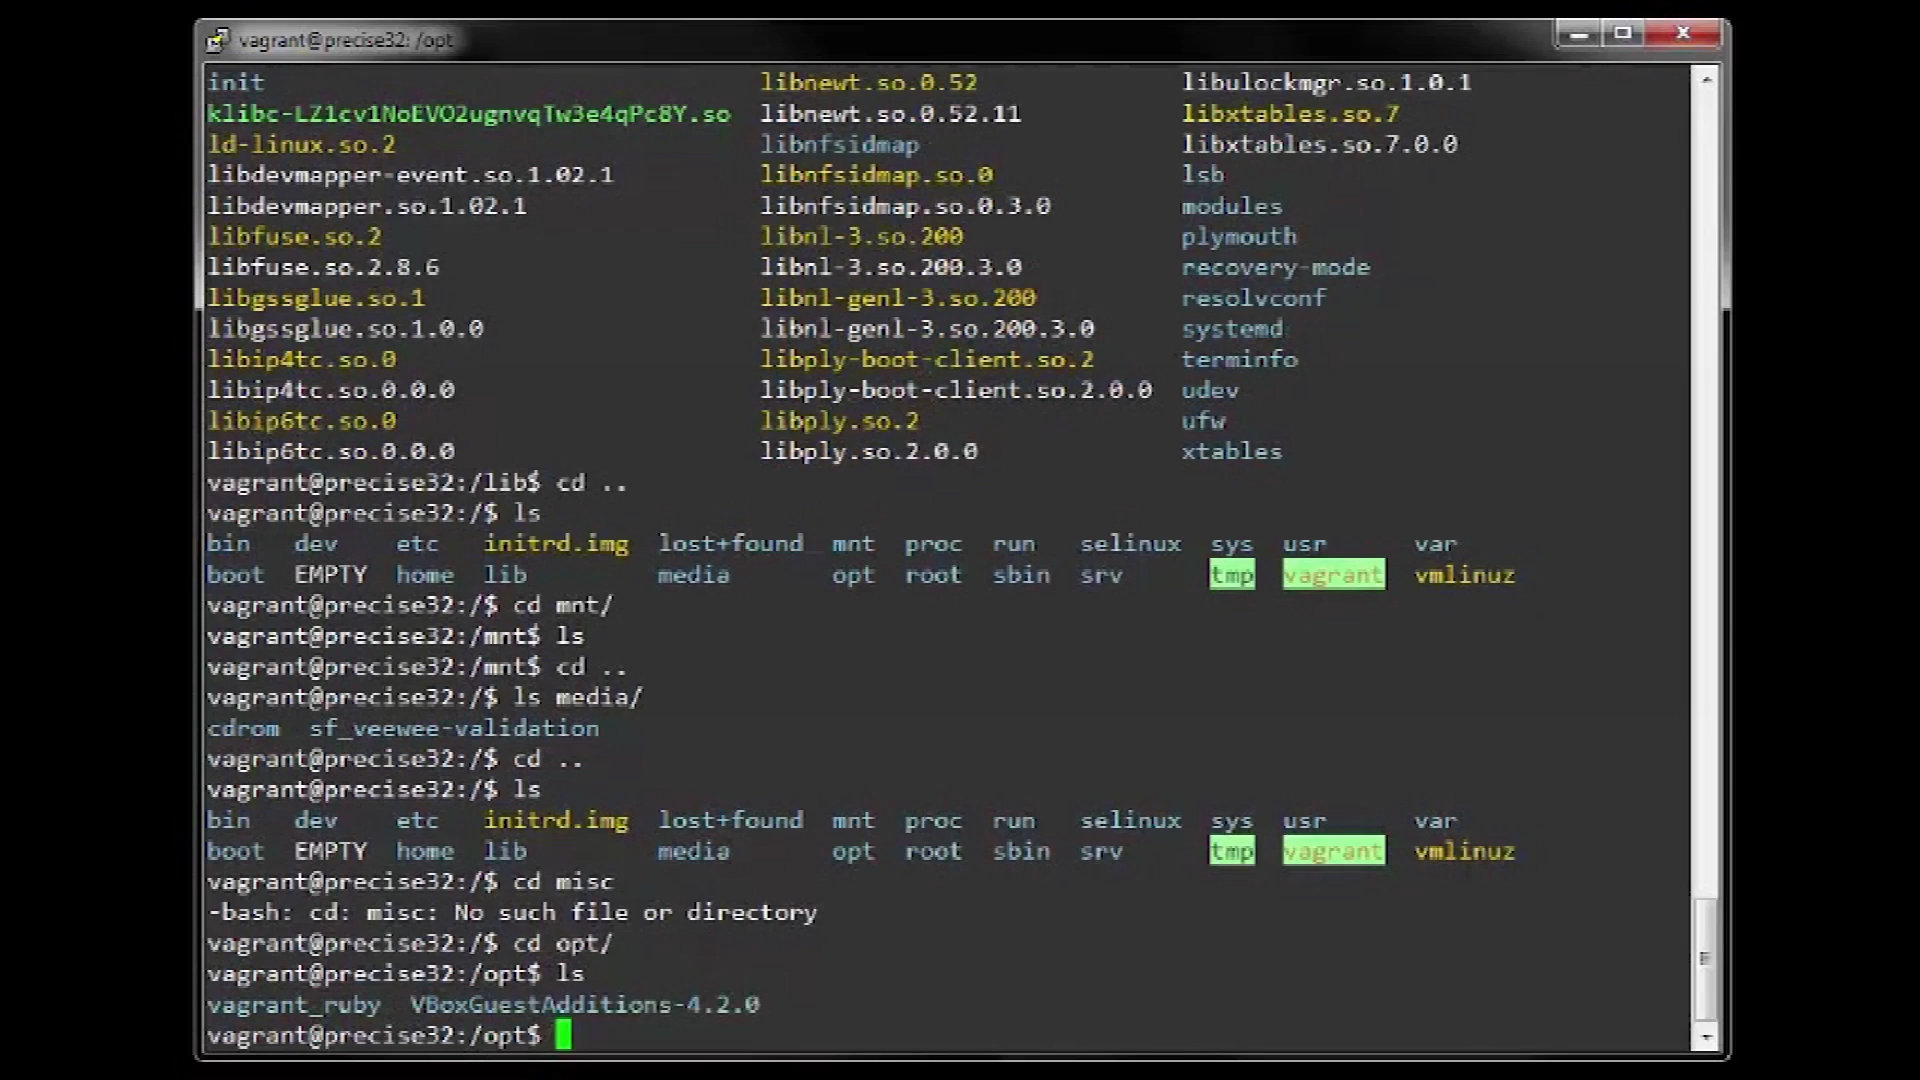 vagrant@precise32: /opt
init libnewt.so.0.52 libulockmgr.so.1.0.1
klibc-LZ1cv1NoEVO2ugnvqTw3e4qPc8Y.so libnewt.so.0.52.11 libxtables.so.7
ld-linux.so.2 libnfsidmap libxtables.so.7.0.0
libdevmapper-event.so.1.02.1 libnfsidmap.so.0 lsb
libdevmapper.so.1.02.1 libnfsidmap.so.0.3.0 modules
libfuse.so.2 libnl-3.so.200 plymouth
libfuse.so.2.8.6 libnl-3.so.200.3.0 recovery-mode
libgssglue.so.1 libnl-genl-3.so.200 resolvconf
libgssglue.so.1.0.0 libnl-genl-3.so.200.3.0 systemd
libip4tc.so.0 libply-boot-client.so.2 terminfo
libip4tc.so.0.0.0 libply-boot-client.so.2.0.0 udev
libip6tc.so.0 libply.so.2 ufw
libip6tc.so.0.0.0 libply.so.2.0.0 xtables
vagrant@precise32:/lib$ cd ..
vagrant@precise32:/$ ls
bin dev etc initrd.img lost+found mnt proc run selinux sys usr var
boot EMPTY home lib media opt root sbin srv tmp vagrant vmlinuz
vagrant@precise32:/$ cd mnt/
vagrant@precise32:/mnt$ ls
vagrant@precise32:/mnt$ cd ..
vagrant@precise32:/$ ls media/
cdrom sf_veewee-validation
vagrant@precise32:/$ cd ..
vagrant@precise32:/$ ls
bin dev etc initrd.img lost+found mnt proc run selinux sys usr var
boot EMPTY home lib media opt root sbin srv tmp vagrant vmlinuz
vagrant@precise32:/$ cd misc
-bash: cd: misc: No such file or directory
vagrant@precise32:/$ cd opt/
vagrant@precise32:/opt$ ls
vagrant_ruby VBoxGuestAdditions-4.2.0
vagrant@precise32:/opt$